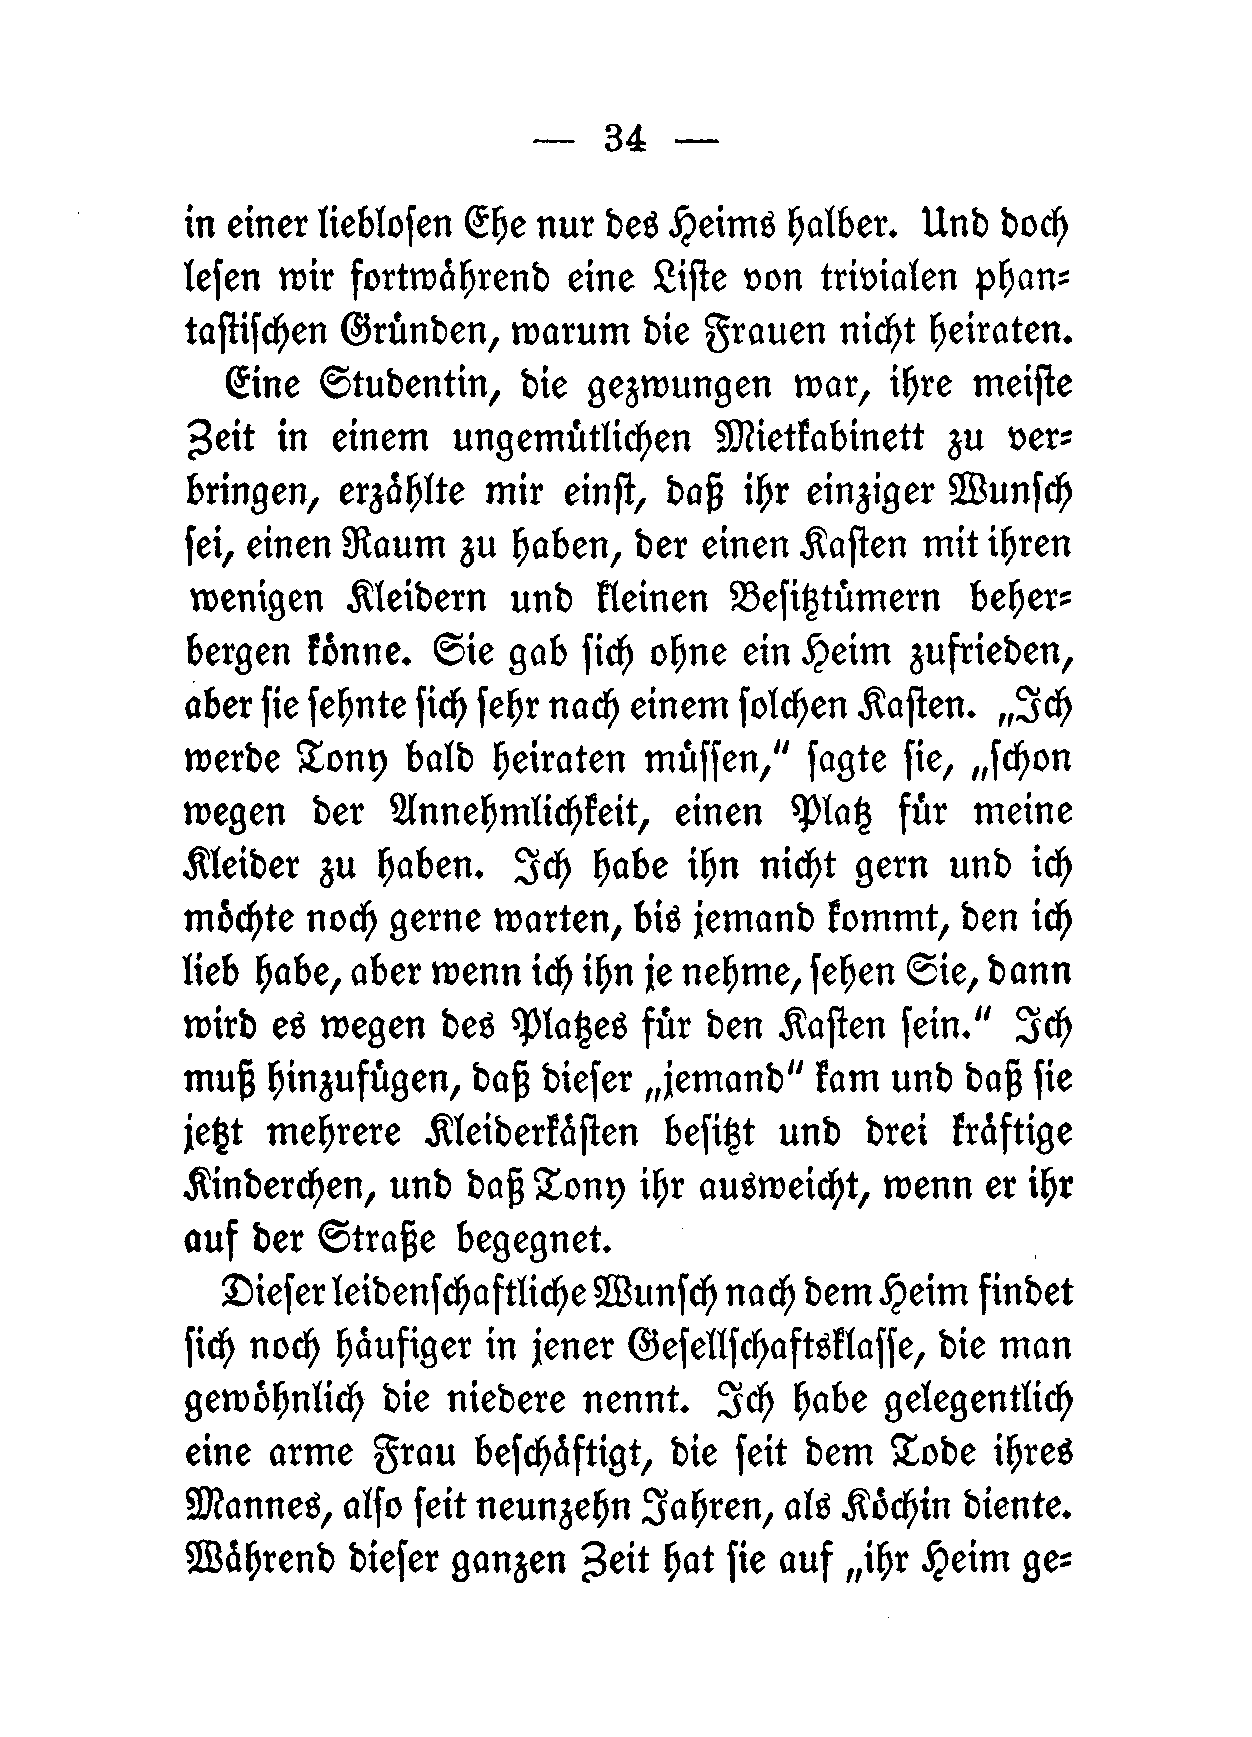 — 34 —
in einer liebloſen Ehe nur des Heims halber. Und doch
leſen wir fortwährend eine Liſte von trivialen phan⸗
taſtiſchen Gründen, warum die Frauen nicht heiraten.
Eine Studentin, die gezwungen war, ihre meiſte
Zeit in einem ungemütlichen Mietkabinett zu ver⸗
bringen, erzählte mir einſt, daß ihr einziger Wunſch
ſei, einen Raum zu haben, der einen Kaſten mit ihren
wenigen Kleidern und kleinen Beſitztümern beher⸗
bergen könne. Sie gab ſich ohne ein Heim zufrieden,
aber ſie ſehnte ſich ſehr nach einem ſolchen Kaſten. „Ich
werde Tony bald heiraten müſſen,“ ſagte ſie, „ſchon
wegen der Annehmlichkeit, einen Platz für meine
Kleider zu haben. Ich habe ihn nicht gern und ich
möchte noch gerne warten, bis jemand kommt, den ich
lieb habe, aber wenn ich ihn je nehme, ſehen Sie, dann
wird es wegen des Platzes für den Kaſten ſein.“ Ich
muß hinzufügen, daß dieſer „jemand“ kam und daß ſie
jetzt mehrere Kleiderkäſten beſitzt und drei kräftige
Kinderchen, und daß Tony ihr ausweicht, wenn er ihr
auf der Straße begegnet.
Dieſer leidenſchaftliche Wunſch nach dem Heim findet
ſich noch häufiger in jener Geſellſchaftsklaſſe, die man
gewöhnlich die niedere nennt. Ich habe gelegentlich
eine arme Frau beſchäftigt, die ſeit dem Tode ihres
Mannes, alſo ſeit neunzehn Jahren, als Köchin diente.
Während dieſer ganzen Zeit hat ſie auf „ihr Heim ge⸗